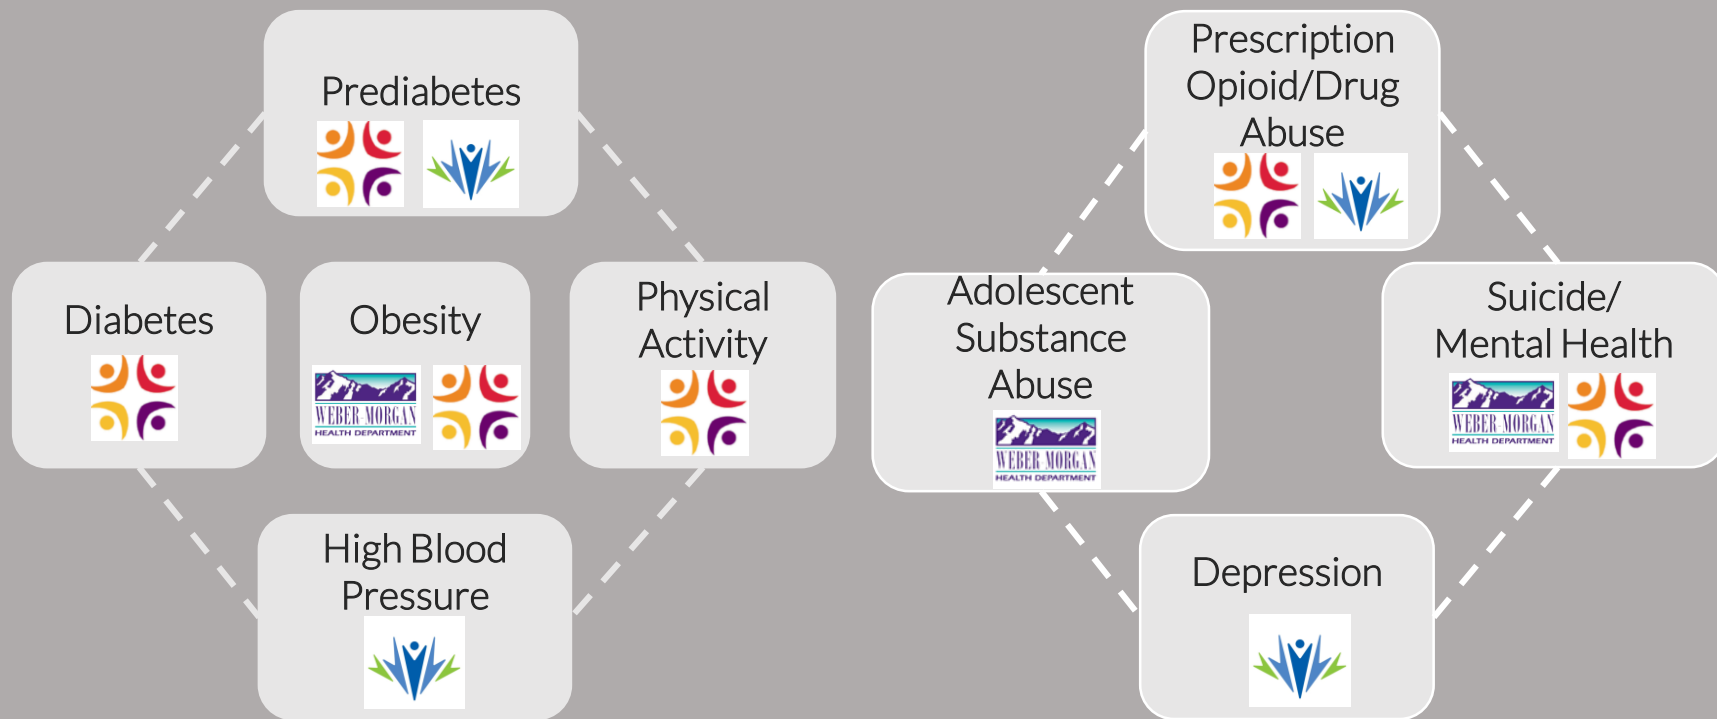 Prediabetes
Diabetes
Obesity
WEBER-MORGAN
HEALTH DEPARTMENT
Physical
Activity
High Blood
Pressure
Prescription
Opioid/Drug
Abuse
Adolescent
Substance
Abuse
WEBER-MORGAN
HEALTH DEPARTMENT
Suicide/
Mental Health
WEBER-MORGAN
HEALTH DEPARTMENT
Depression